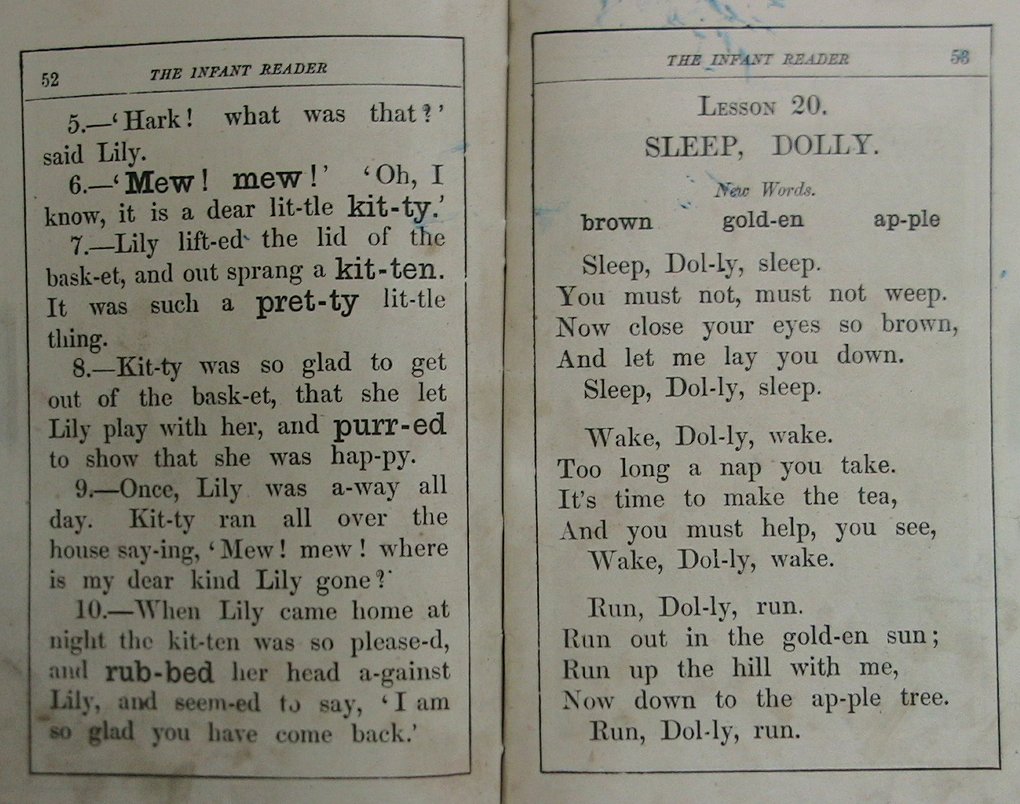 52 THE INFANT READER
5.—‘Hark! what was that?’
said Lily.
6.—‘Mew! mew!’ ‘Oh, I
know, it is a dear lit-tle kit-ty.’
7.—Lily lift-ed the lid of the
bask-et, and out sprang a kit-ten.
It was such a pret-ty lit-tle
thing.
8.—Kit-ty was so glad to get
out of the bask-et, that she let
Lily play with her, and purr-ed
to show that she was hap-py.
9.—Once, Lily was a-way all
day. Kit-ty ran all over the
house say-ing, ‘Mew! mew! where
is my dear kind Lily gone?’
10.—When Lily came home at
night the kit-ten was so please-d,
and rub-bed her head a-gainst
Lily, and seem-ed to say, ‘I am
so glad you have come back.’
THE INFANT READER 53
LESSON 20.
SLEEP, DOLLY.
New Words.
brown gold-en ap-ple
Sleep, Dol-ly, sleep.
You must not, must not weep.
Now close your eyes so brown,
And let me lay you down.
Sleep, Dol-ly, sleep.
Wake, Dol-ly, wake.
Too long a nap you take.
It's time to make the tea,
And you must help, you see,
Wake, Dol-ly, wake.
Run, Dol-ly, run.
Run out in the gold-en sun;
Run up the hill with me,
Now down to the ap-ple tree.
Run, Dol-ly, run.